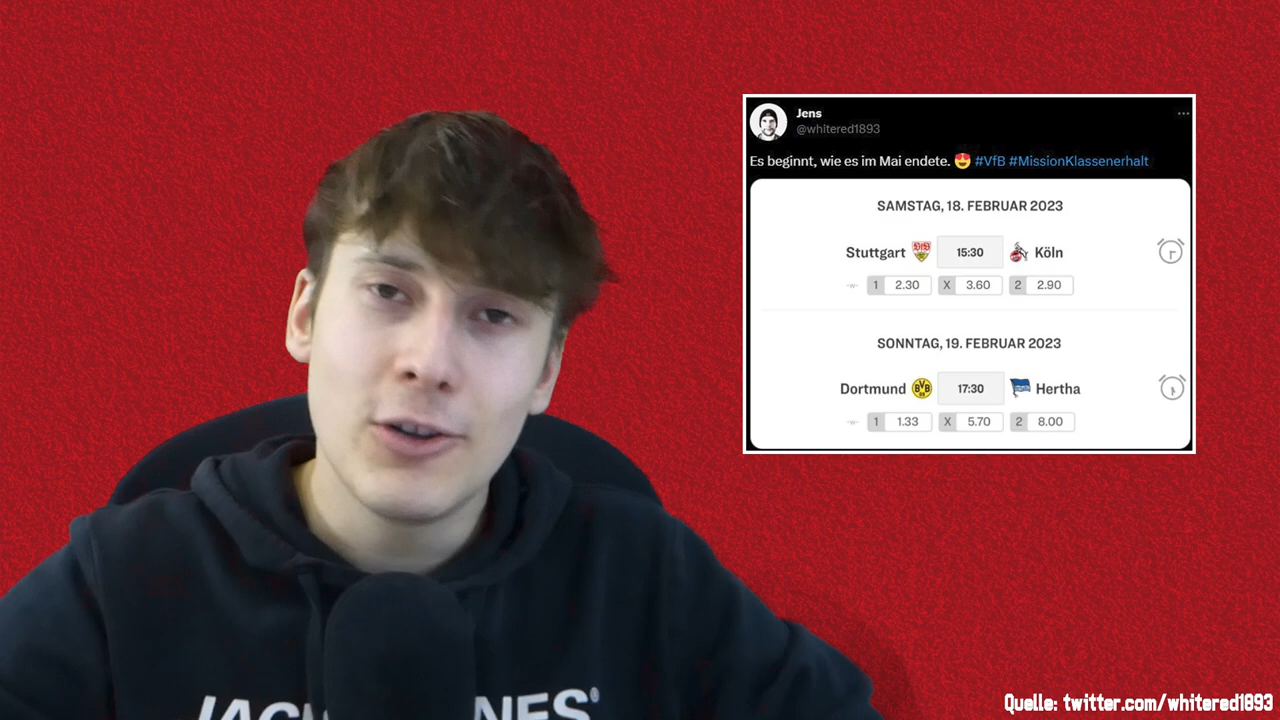 Jens
@whitered1893
Es beginnt, wie es im Mai endete. 😍 #VfB #MissionKlassenerhalt
SAMSTAG, 18. FEBRUAR 2023
Stuttgart 15:30 Köln
1 2.30 X 3.60 2 2.90
SONNTAG, 19. FEBRUAR 2023
Dortmund BVB 09 17:30 Hertha
1 1.33 X 5.70 2 8.00
Quelle: twitter.com/whitered1893